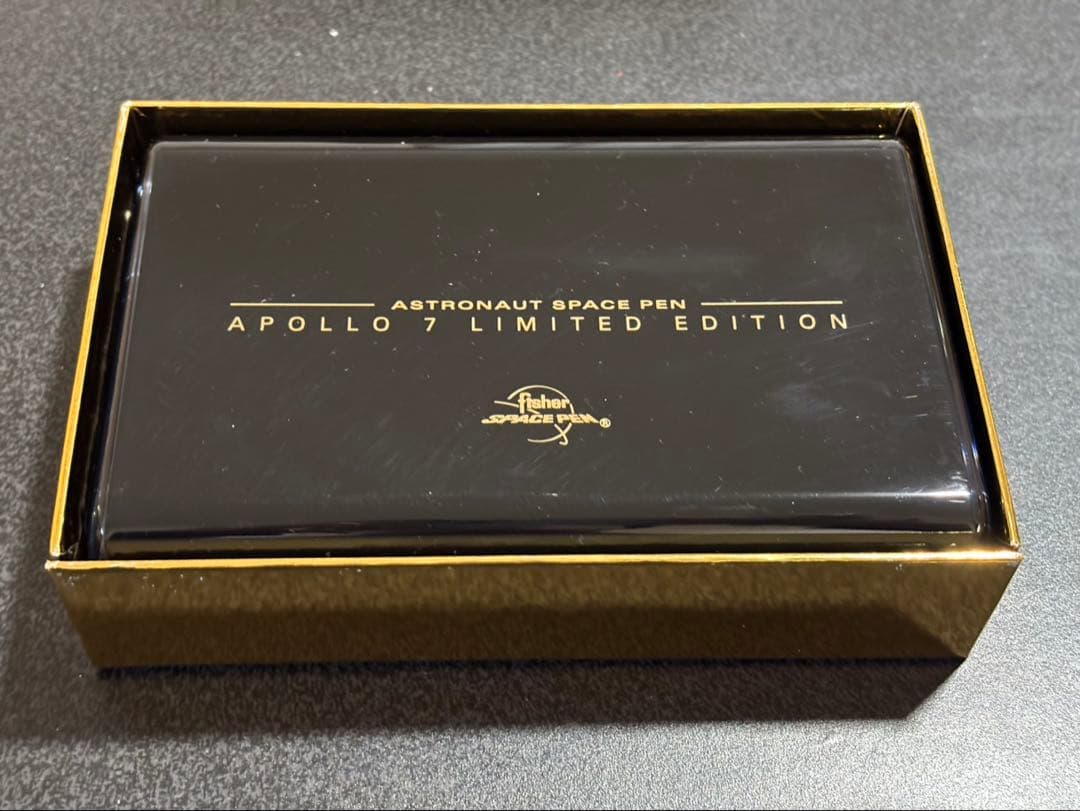 ASTRONAUT SPACE PEN
APOLLO 7 LIMITED EDITION
fisher
SPACE PEN®